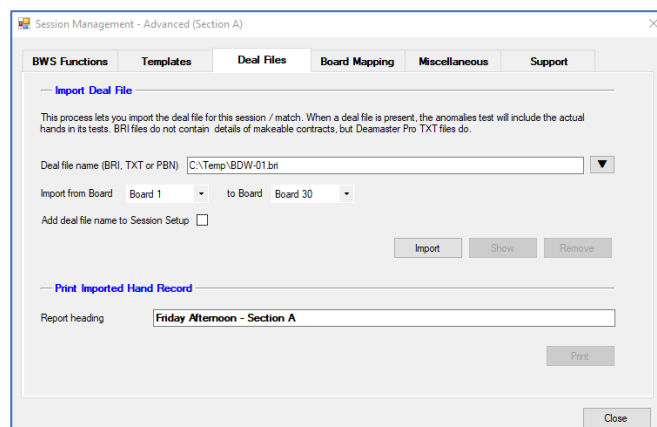 Session Management - Advanced (Section A)
BWS Functions Templates Deal Files Board Mapping Miscellaneous Support
Import Deal File
This process lets you import the deal file for this session / match. When a deal file is present, the anomalies test will include the actual
hands in its tests. BRI files do not contain details of makeable contracts, but Deamaster Pro TXT files do.
Deal file name (BRI, TXT or PBN) C:\Temp\BDW-01.bri
Import from Board Board 1 to Board Board 30
Add deal file name to Session Setup
Import Show Remove
Print Imported Hand Record
Report heading Friday Afternoon - Section A
Print
Close